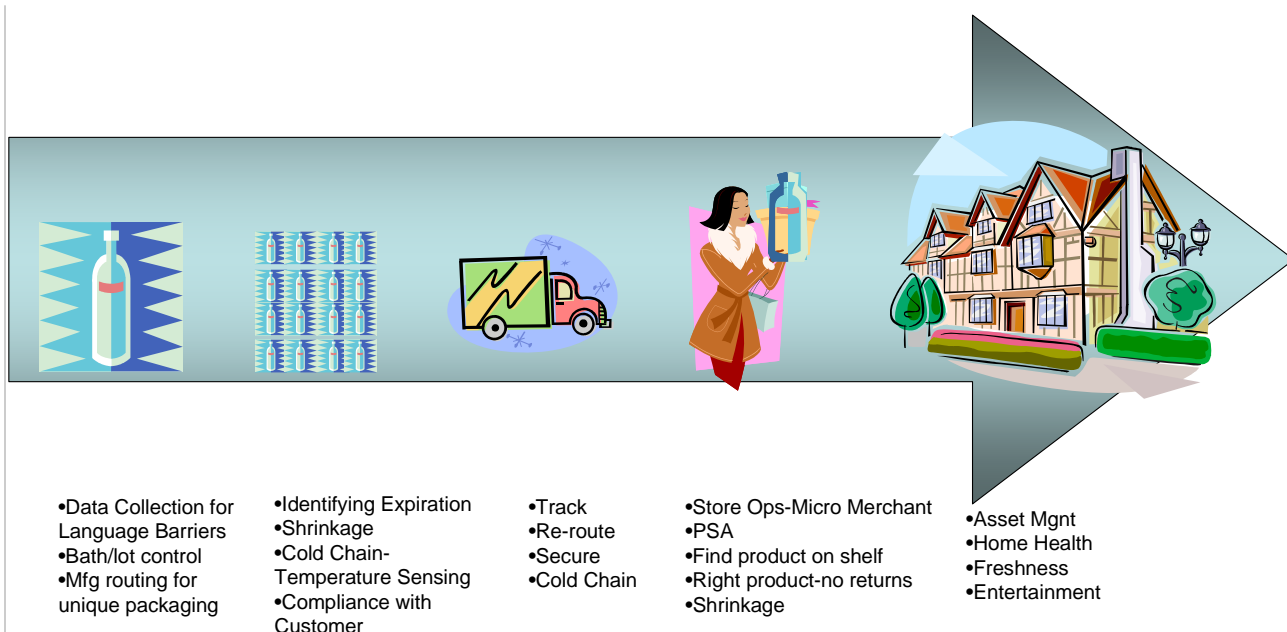 •Data Collection for
Language Barriers
•Bath/lot control
•Mfg routing for
unique packaging
•Identifying Expiration
•Shrinkage
•Cold Chain-
Temperature Sensing
•Compliance with
Customer
•Track
•Re-route
•Secure
•Cold Chain
•Store Ops-Micro Merchant
•PSA
•Find product on shelf
•Right product-no returns
•Shrinkage
•Asset Mgnt
•Home Health
•Freshness
•Entertainment